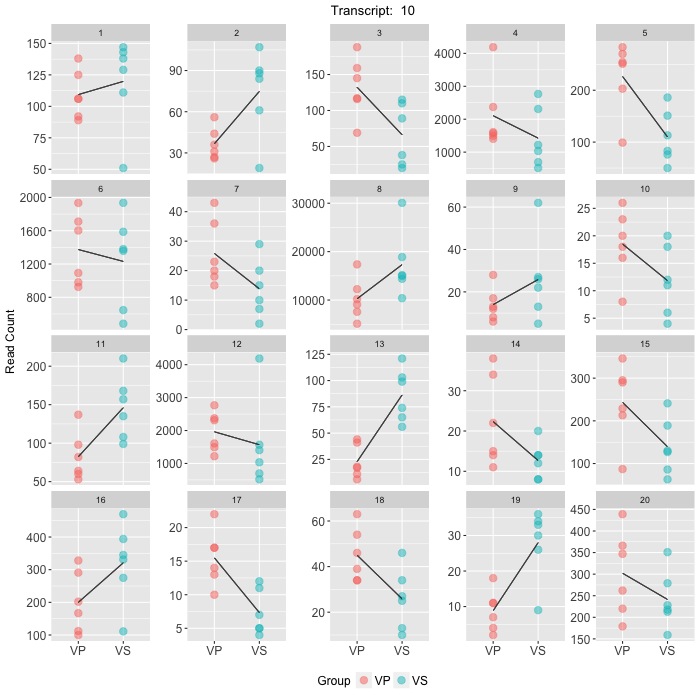 Transcript: 10
1 2 3 4 5
150 125 100 75 50
90 60 30
150 100 50
4000 3000 2000 1000
200 100
6 7 8 9 10
2000 1600 1200 800
40 30 20 10 0
30000 20000 10000
60 40 20
25 20 15 10 5
Read Count
11 12 13 14 15
200 150 100 50
4000 3000 2000 1000
125 100 75 50 25
30 20 10
300 200 100
16 17 18 19 20
400 300 200 100
20 15 10 5
60 40 20
30 20 10
450 400 350 300 250 200 150
VP VS VP VS VP VS VP VS VP VS
Group VP VS